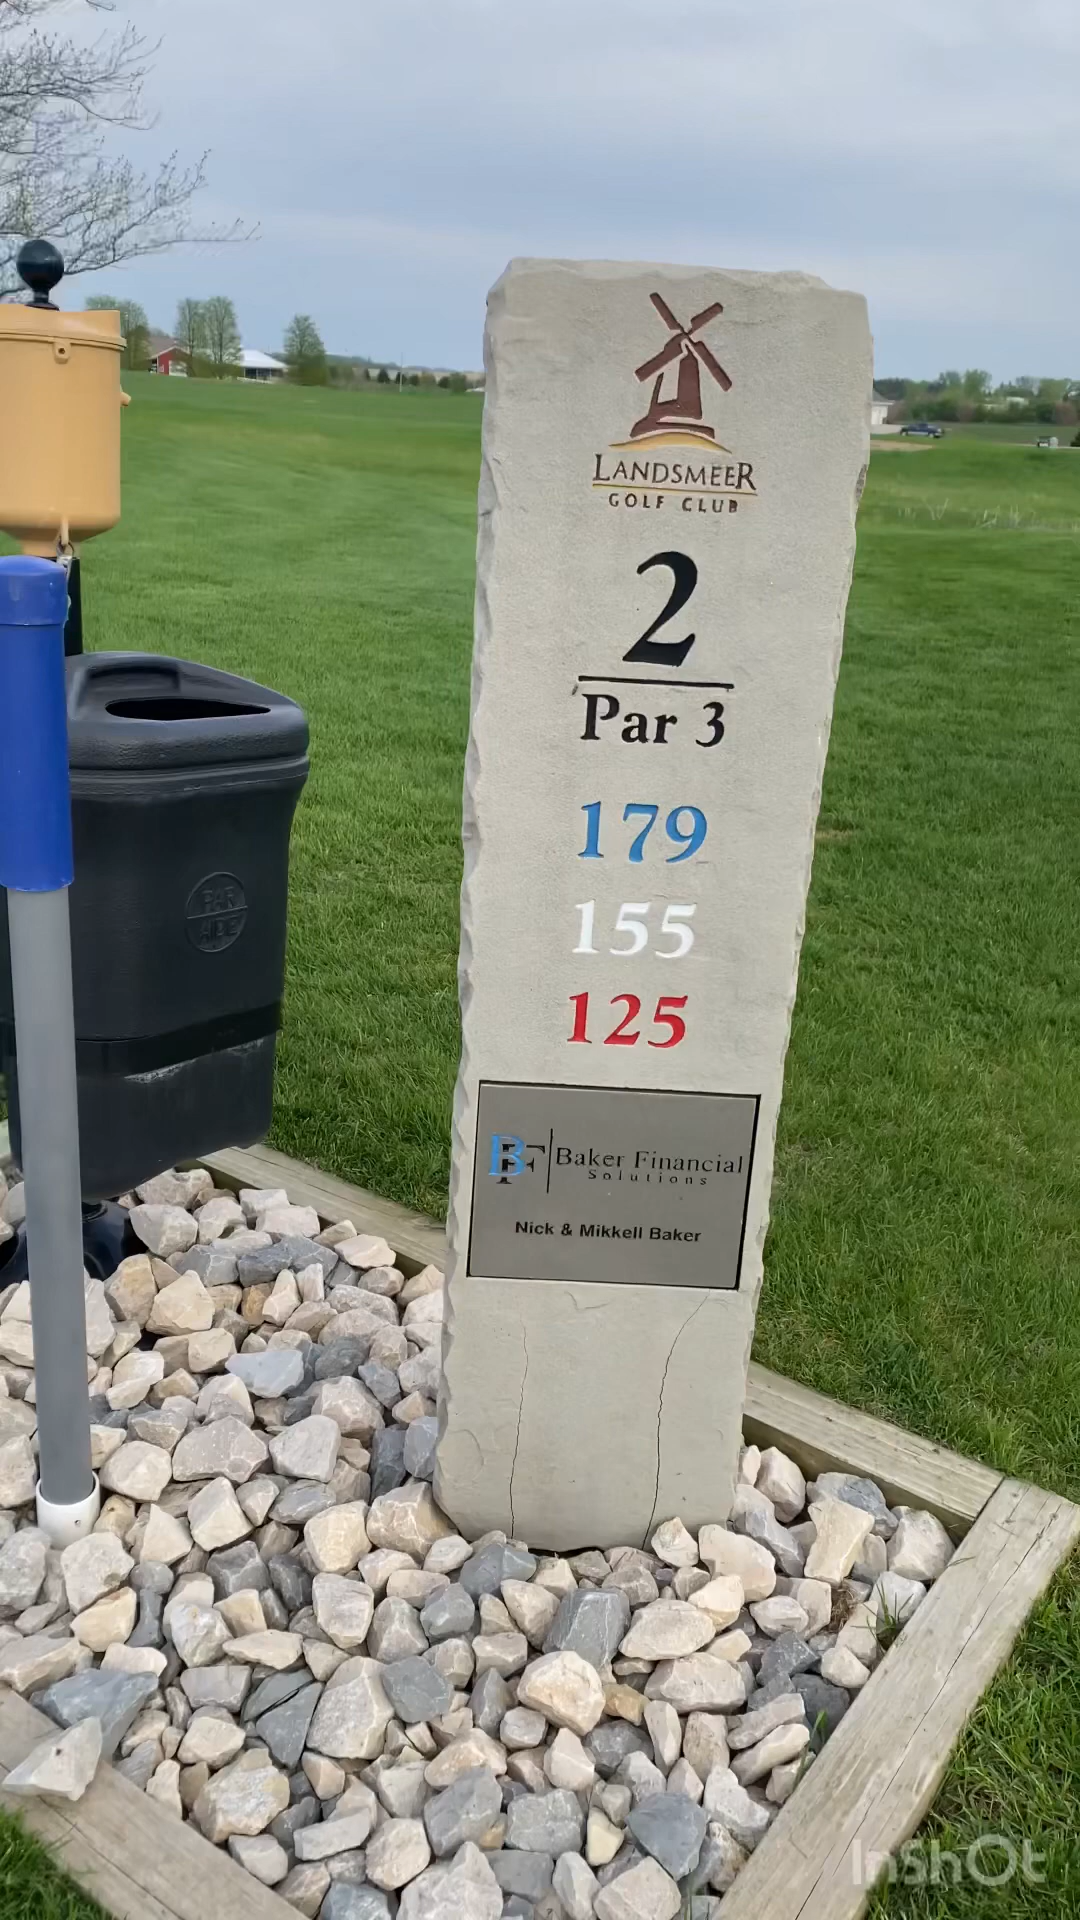 LANDSMEER
GOLF CLUB
2
Par 3
179
155
125
BF Baker Financial
Solutions
Nick & Mikkell Baker
PAR
AIDE
InShOt